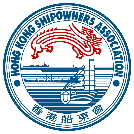 HONG KONG SHIPOWNERS ASSOCIATION
香港船東會